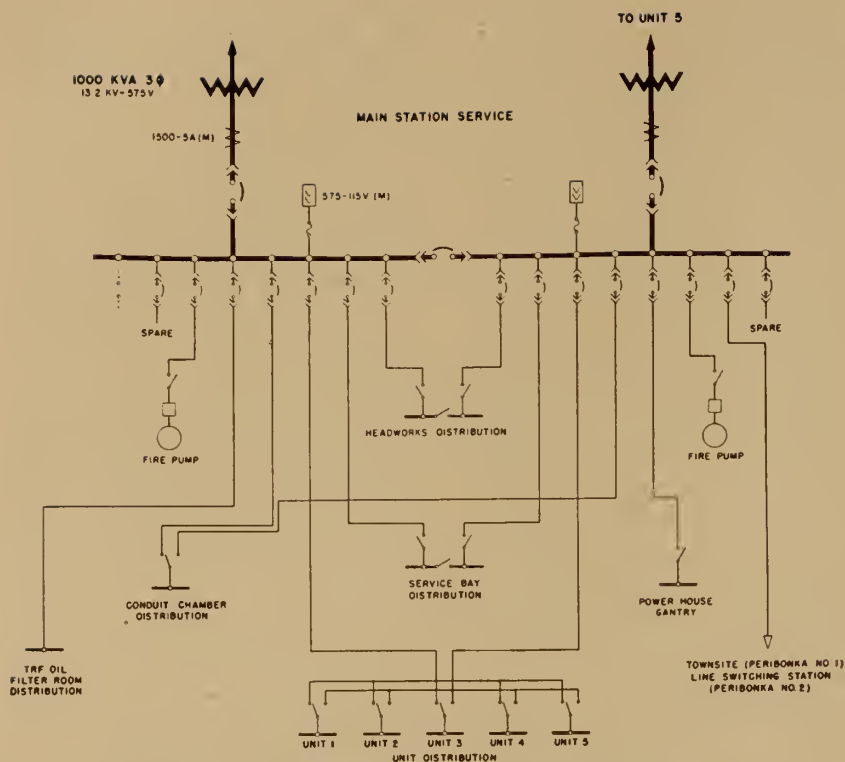 TO UNIT 5
1000 KVA 3ϕ
13.2 KV-575V
MAIN STATION SERVICE
1500-5A(M)
575-115V(M)
SPARE
SPARE
HEADWORKS DISTRIBUTION
FIRE PUMP
FIRE PUMP
SERVICE BAY
DISTRIBUTION
CONDUIT CHAMBER
DISTRIBUTION
POWER HOUSE
GANTRY
TRF OIL
FILTER ROOM
DISTRIBUTION
TOWNSITE (PERIBONKA NO. 1)
LINE SWITCHING STATION
(PERIBONKA NO. 2)
UNIT 1 UNIT 2 UNIT 3 UNIT 4 UNIT 5
UNIT DISTRIBUTION